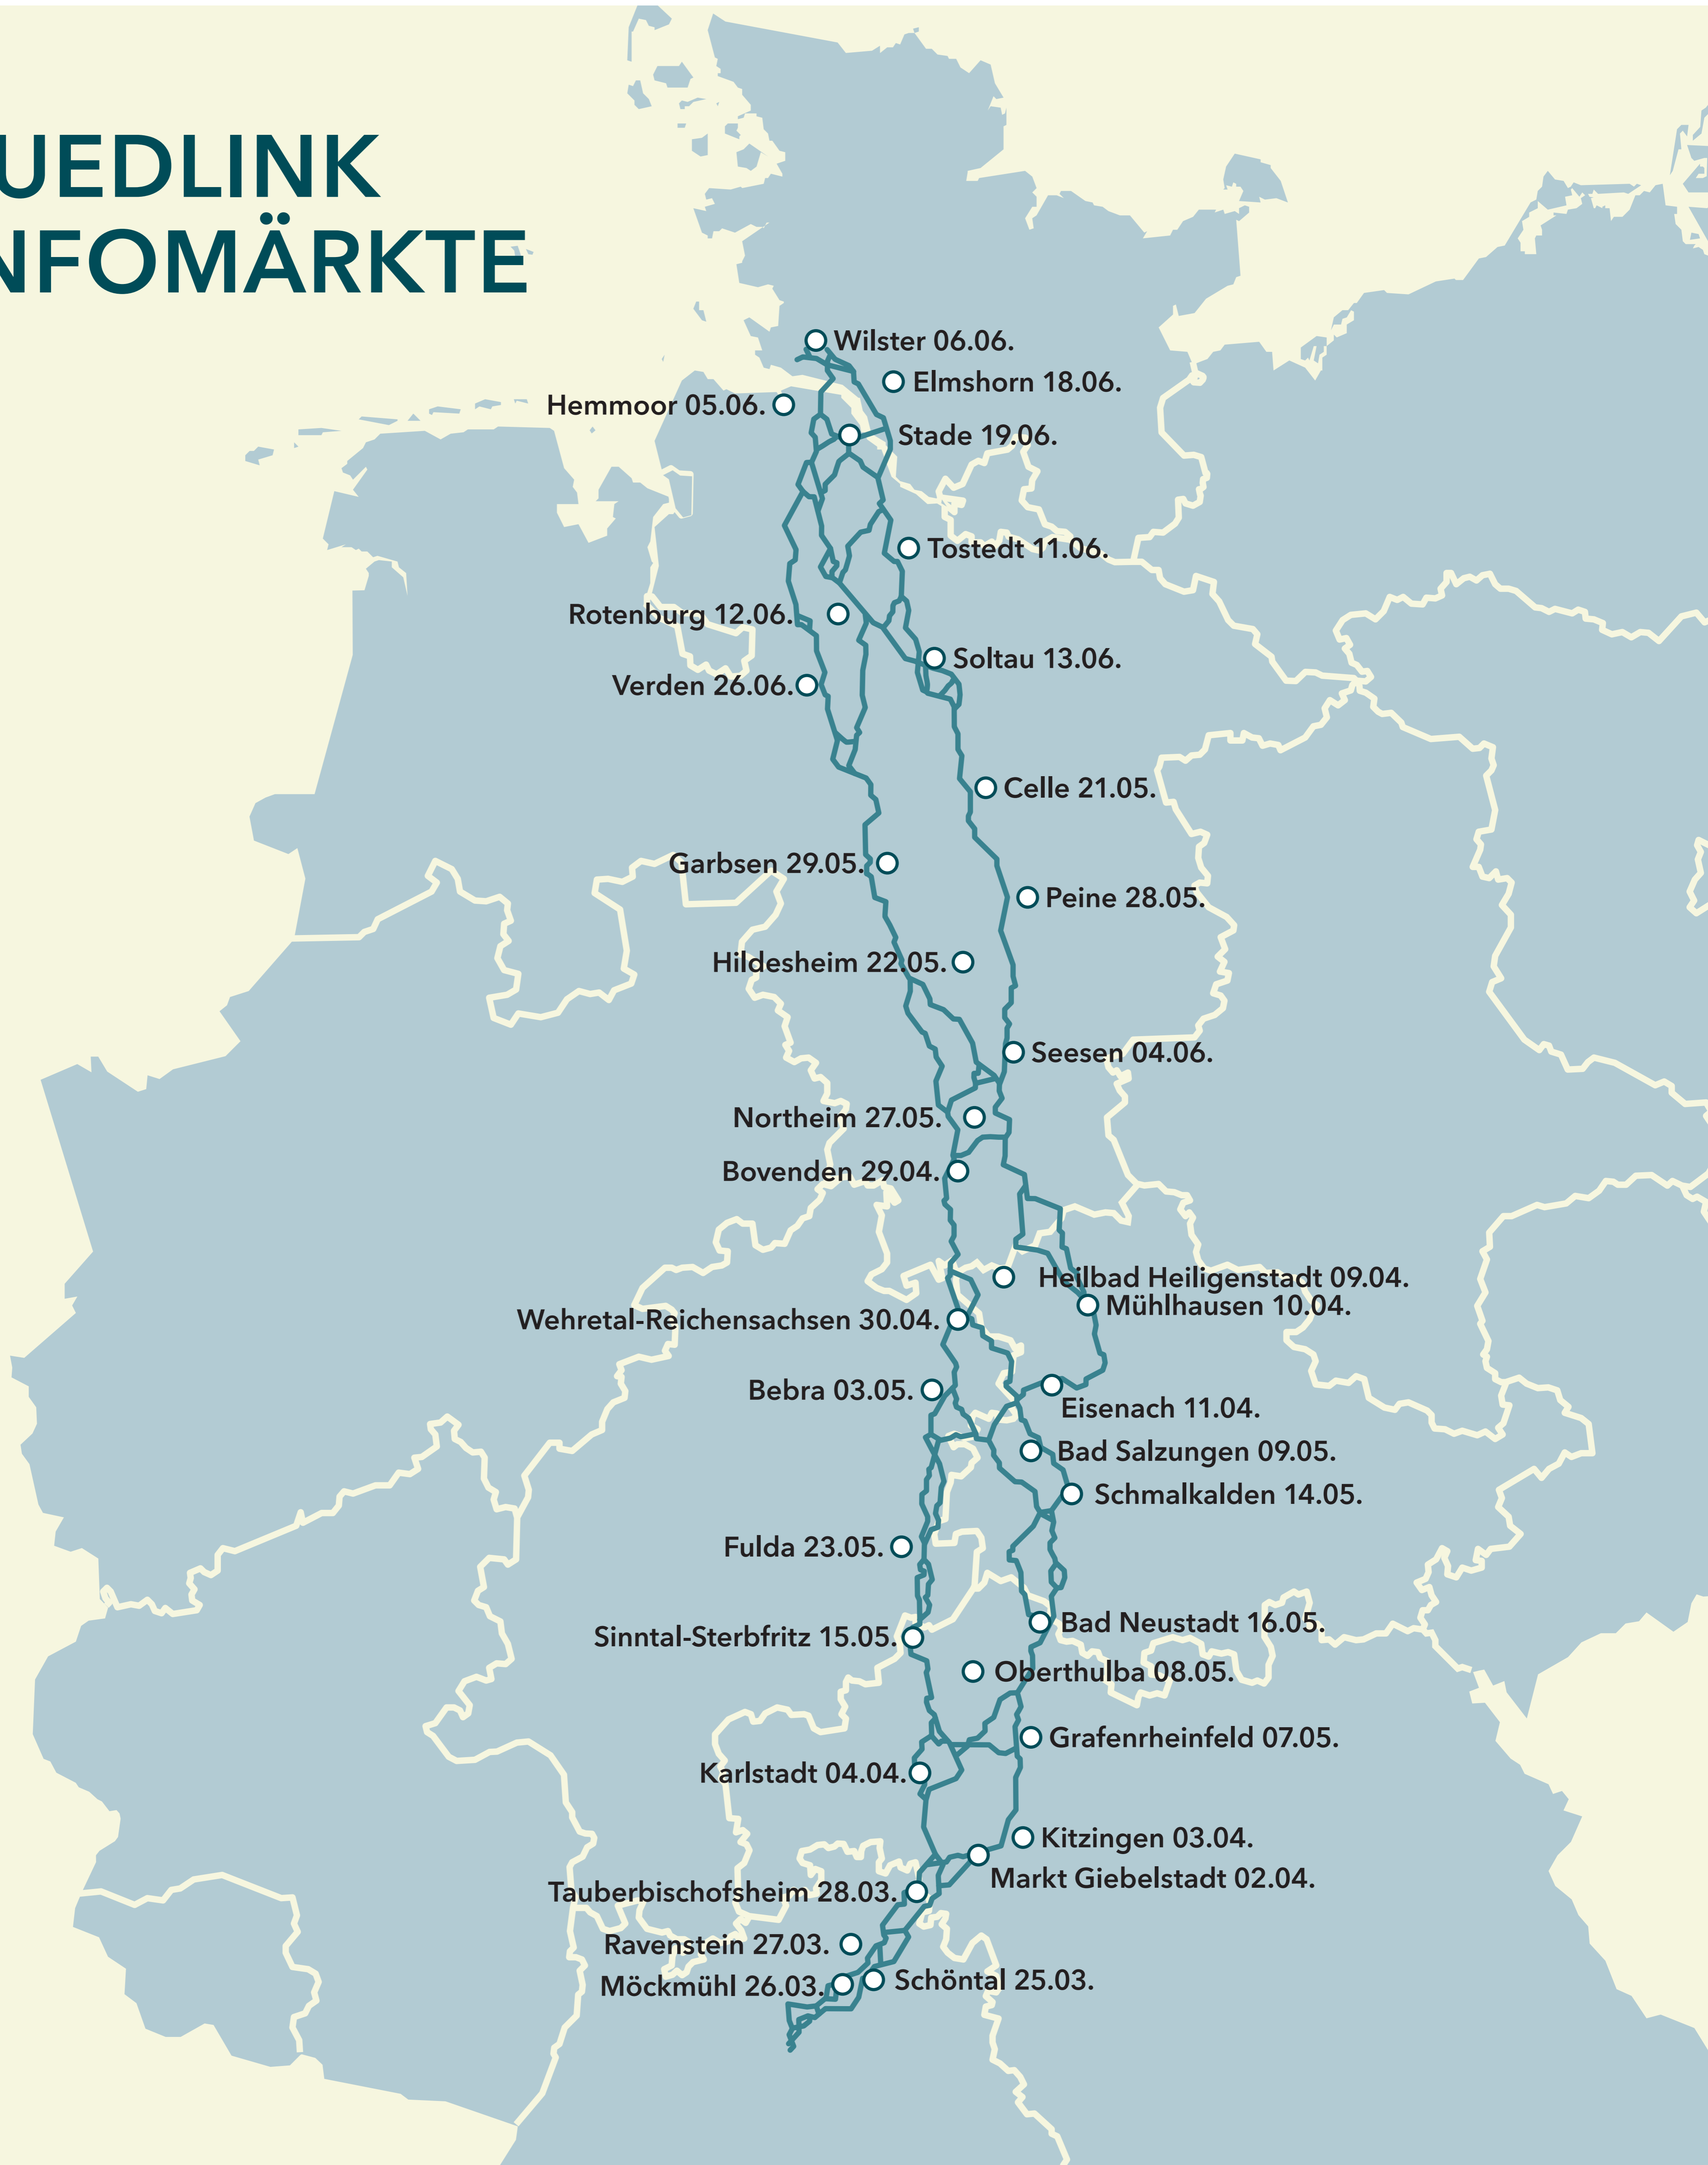 UEDLINK
NFOMÄRKTE
Wilster 06.06.
Elmshorn 18.06.
Hemmoor 05.06.
Stade 19.06.
Tostedt 11.06.
Rotenburg 12.06.
Soltau 13.06.
Verden 26.06.
Celle 21.05.
Garbsen 29.05.
Peine 28.05.
Hildesheim 22.05.
Seesen 04.06.
Northeim 27.05.
Bovenden 29.04.
Heilbad Heiligenstadt 09.04.
Mühlhausen 10.04.
Wehretal-Reichensachsen 30.04.
Bebra 03.05.
Eisenach 11.04.
Bad Salzungen 09.05.
Schmalkalden 14.05.
Fulda 23.05.
Bad Neustadt 16.05.
Sinntal-Sterbfritz 15.05.
Oberthulba 08.05.
Grafenrheinfeld 07.05.
Karlstadt 04.04.
Kitzingen 03.04.
Markt Giebelstadt 02.04.
Tauberbischofsheim 28.03.
Ravenstein 27.03.
Schöntal 25.03.
Möckmühl 26.03.